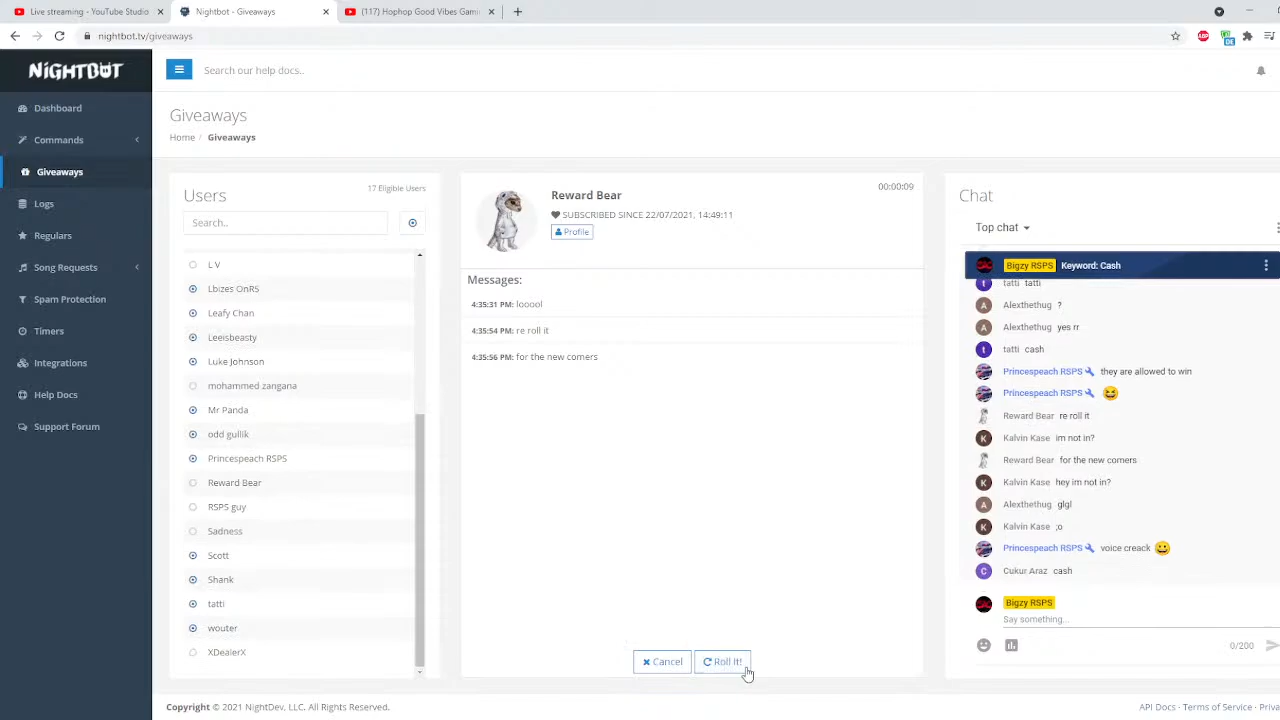 Live streaming - YouTube Studio
Nightbot - Giveaways
(117) Hophop Good Vibes Gami
nightbot.tv/giveaways
ABP
DE
NIGHTBOT
Search our help docs..
Dashboard
Commands
Giveaways
Logs
Regulars
Song Requests
Spam Protection
Timers
Integrations
Help Docs
Support Forum
Giveaways
Home / Giveaways
Users
17 Eligible Users
Search..
L V
Lbizes OnRS
Leafy Chan
Leeisbeasty
Luke Johnson
mohammed zangana
Mr Panda
odd gullik
Princespeach RSPS
Reward Bear
RSPS guy
Sadness
Scott
Shank
tatti
wouter
XDealerX
Reward Bear
00:00:09
SUBSCRIBED SINCE 22/07/2021, 14:49:11
Profile
Messages:
4:35:31 PM: looool
4:35:54 PM: re roll it
4:35:56 PM: for the new comers
Cancel
Roll It!
Chat
Top chat
Bigzy RSPS Keyword: Cash
t tatti tatti
A Alexthethug ?
A Alexthethug yes rr
t tatti cash
Princespeach RSPS they are allowed to win
Princespeach RSPS
Reward Bear re roll it
K Kalvin Kase im not in?
Reward Bear for the new comers
K Kalvin Kase hey im not in?
A Alexthethug glgl
K Kalvin Kase ;o
Princespeach RSPS voice creack
C Cukur Araz cash
Bigzy RSPS
Say something...
0/200
Copyright © 2021 NightDev, LLC. All Rights Reserved.
API Docs · Terms of Service · Priva